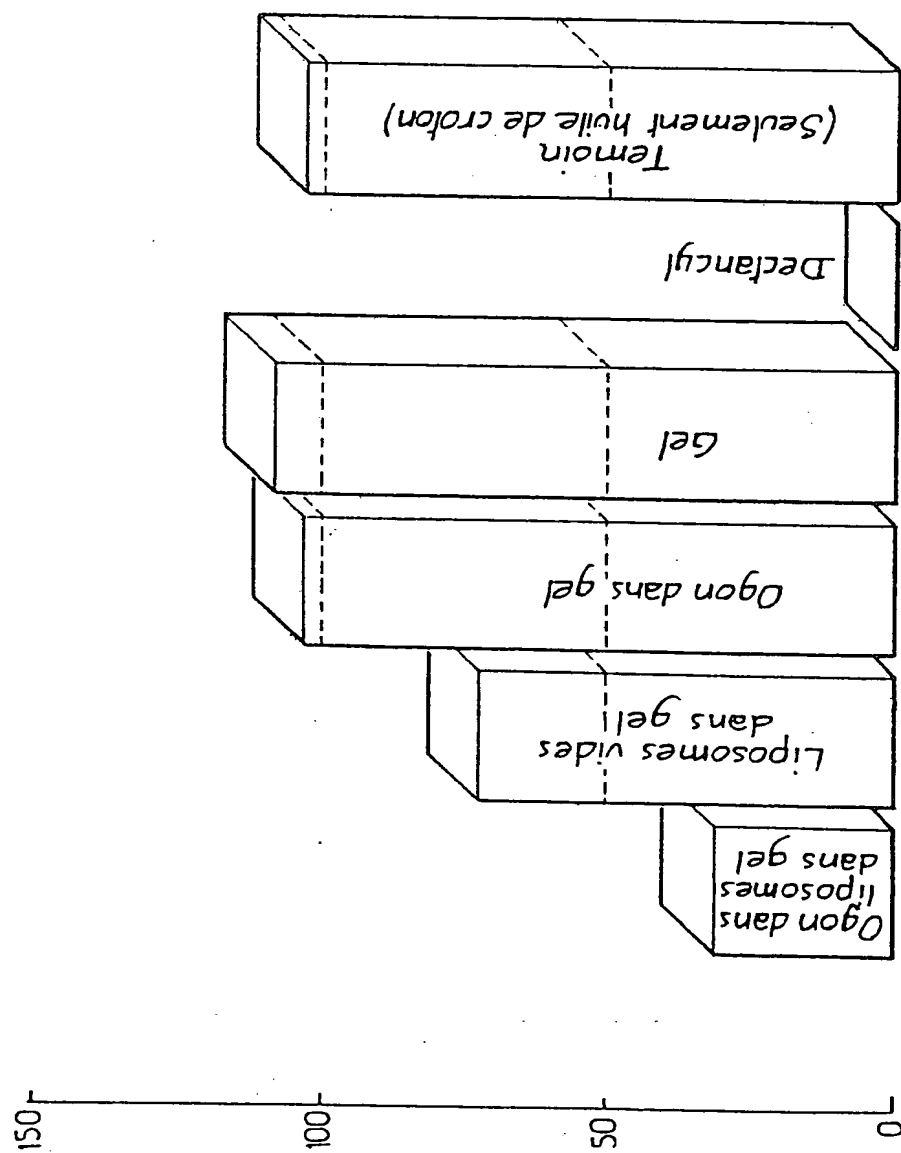 0
50
100
150
Ogon dans
liposomes
dans gel
Liposomes vides
dans gel
Ogon dans gel
Gel
Dectancyl
Temoin
(Seulement huile de croton)